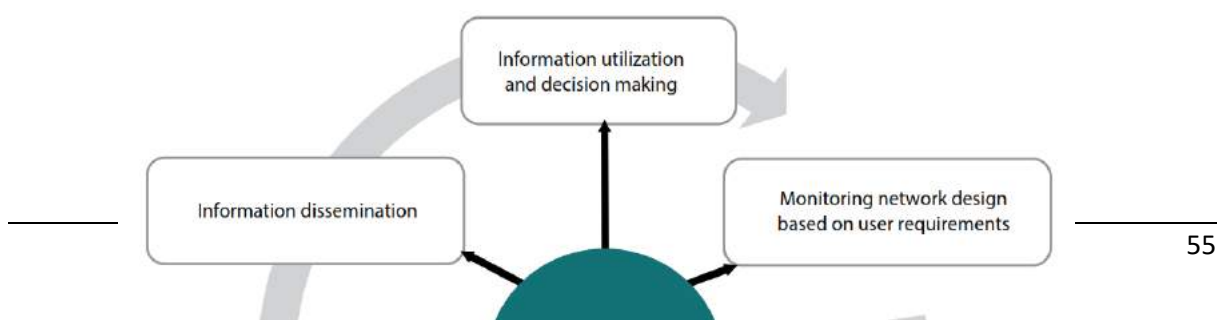 Information utilization
and decision making
Information dissemination
Monitoring network design
based on user requirements
55